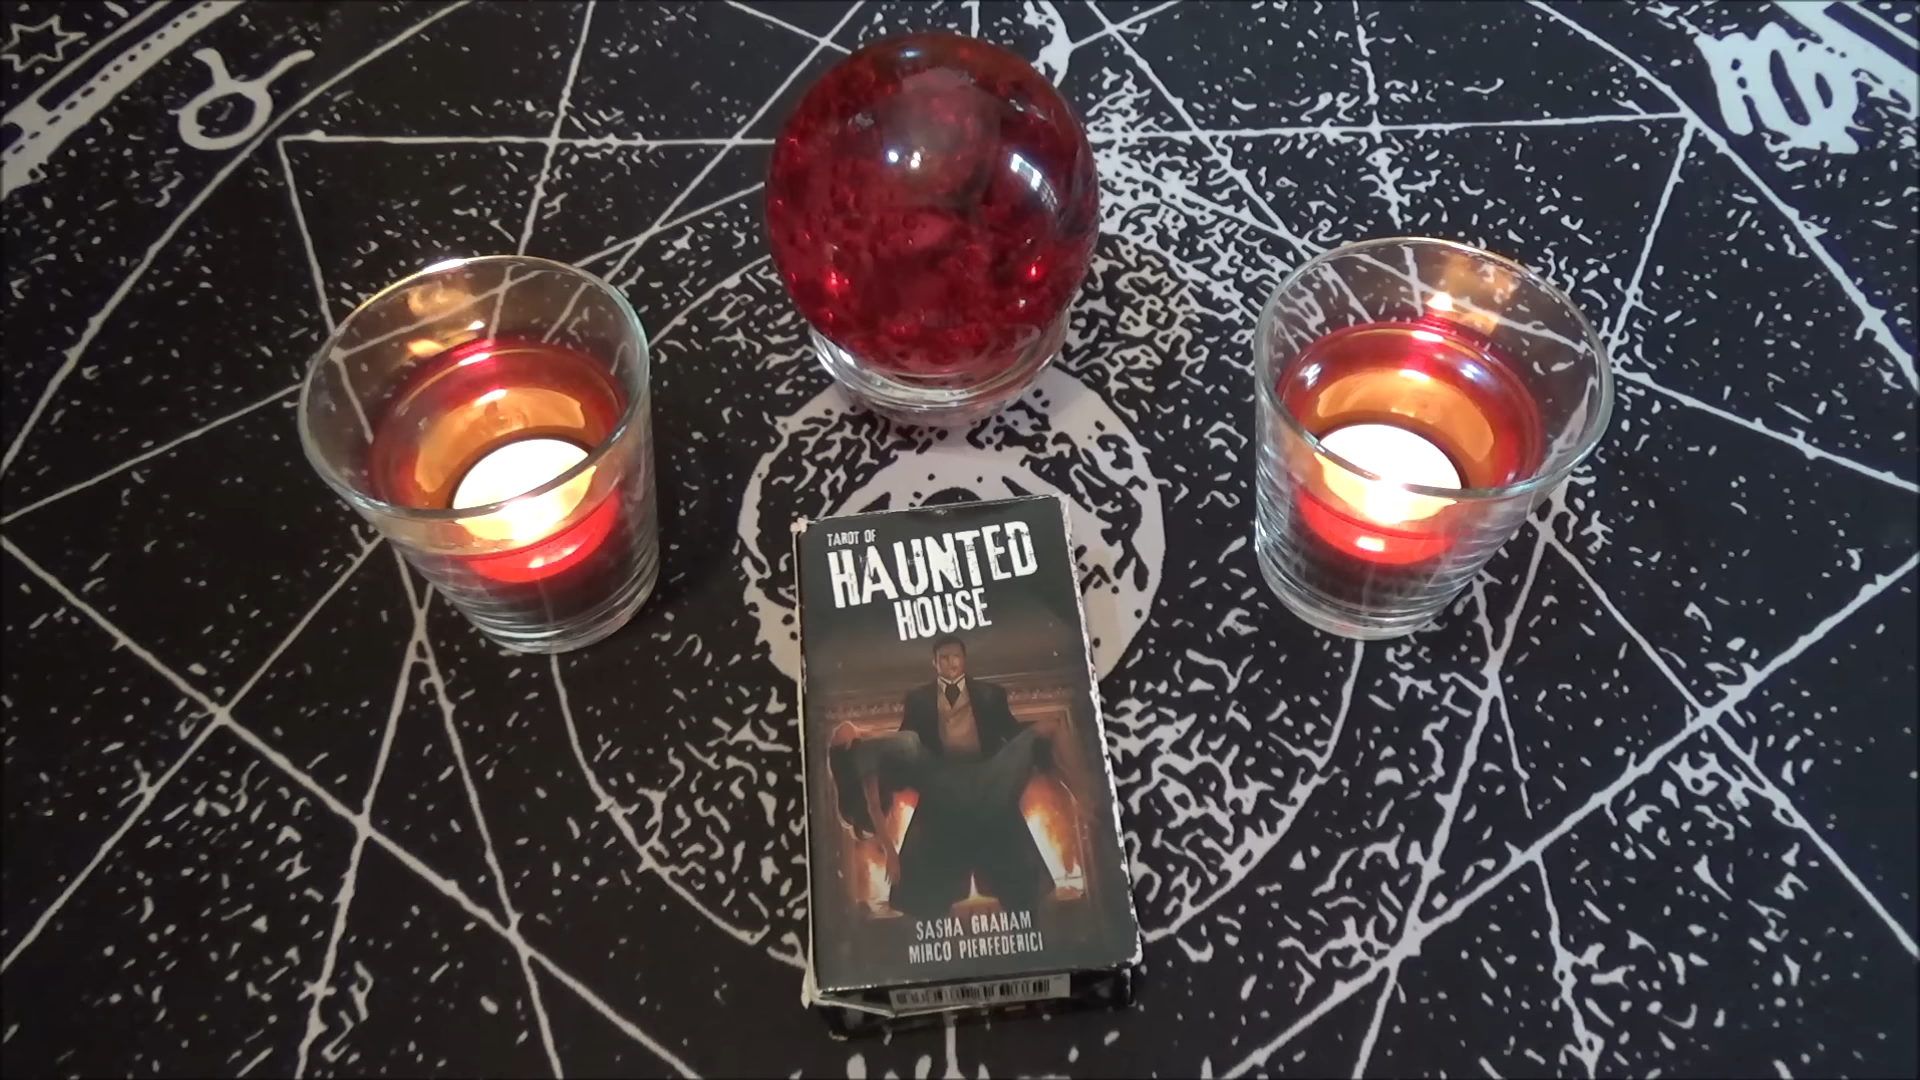 TAROT OF
HAUNTED
HOUSE
SASHA GRAHAM
MIRCO PIERFEDERICI